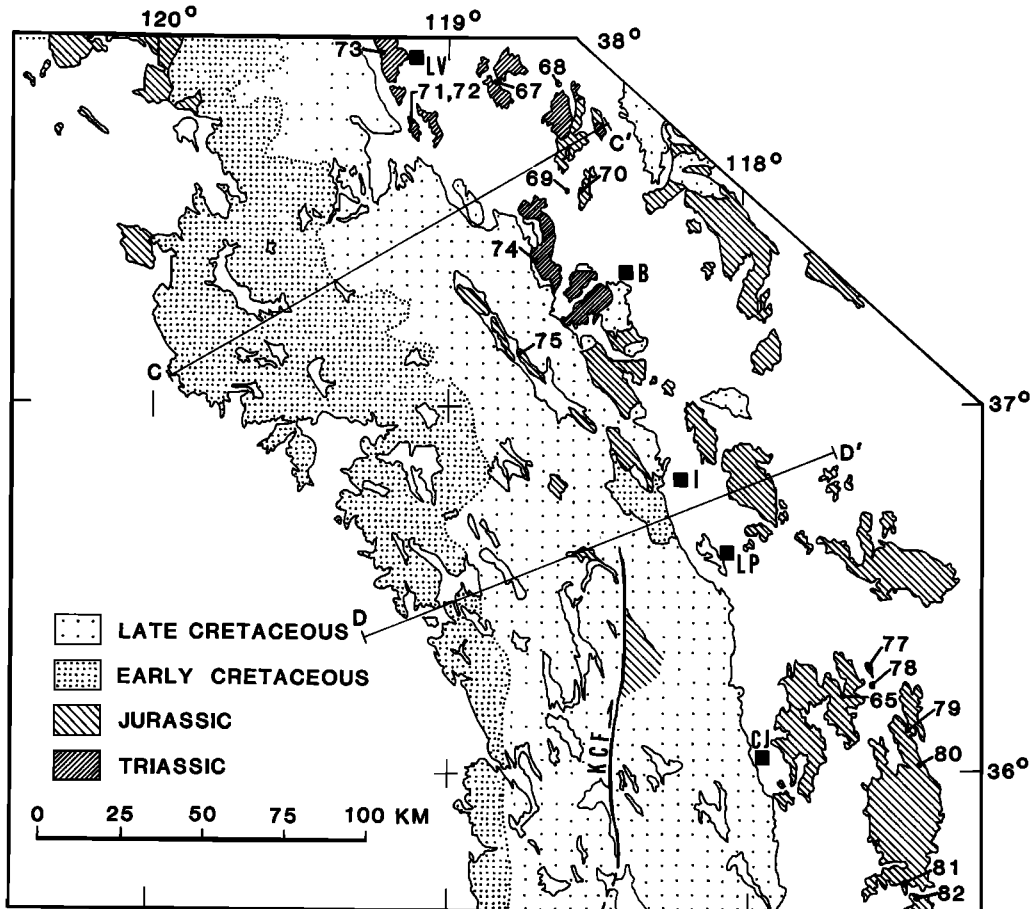 120°
119°
38°
73
LV
68
67
71,72
C'
118°
69
70
74
B
75
C
37°
D'
I
LP
D
LATE CRETACEOUS
EARLY CRETACEOUS
JURASSIC
TRIASSIC
77
78
65
79
CJ
80
KCF
36°
0 25 50 75 100 KM
81
82